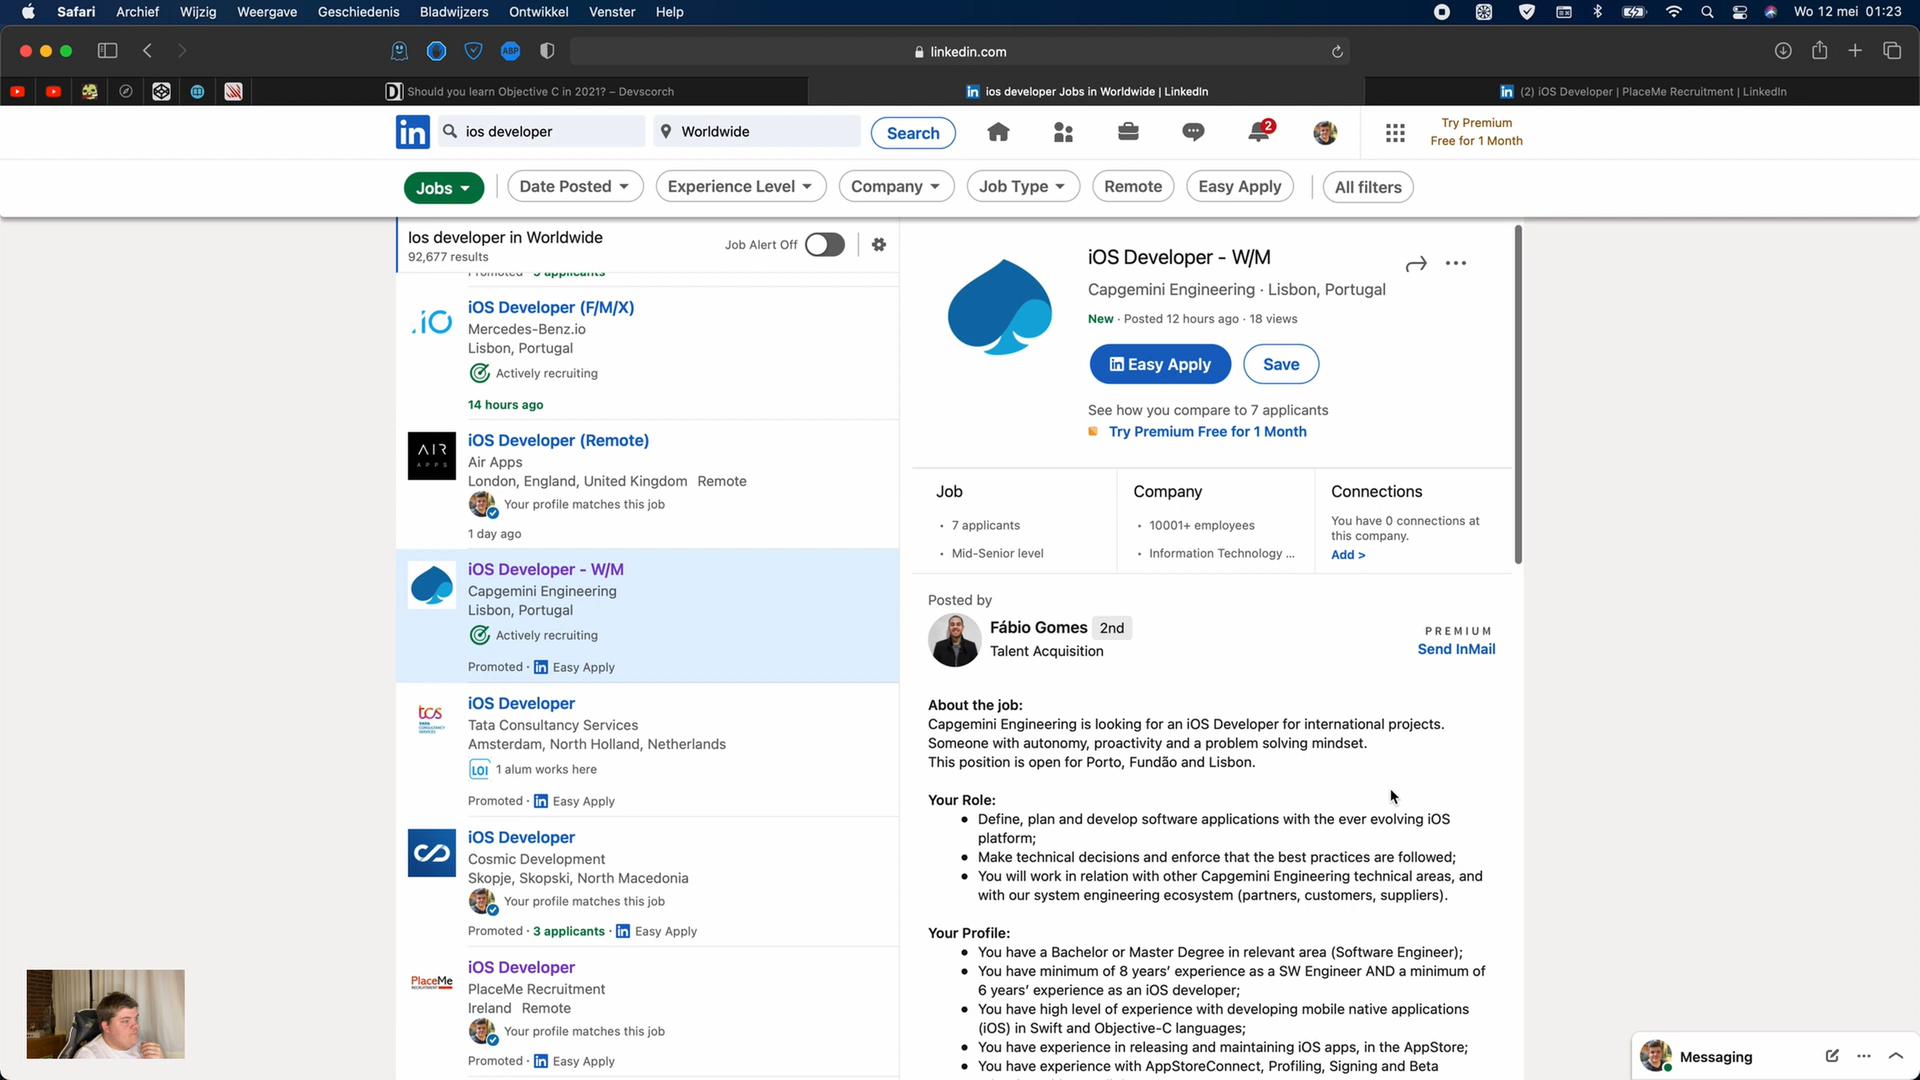 Safari Archief Wijzig Weergave Geschiedenis Bladwijzers Ontwikkel Venster Help Wo 12 mei 01:23
ABP linkedin.com
Should you learn Objective C in 2021? – Devscorch
ios developer Jobs in Worldwide | LinkedIn
(2) iOS Developer | PlaceMe Recruitment | LinkedIn
in ios developer Worldwide Search 2
Try Premium
Free for 1 Month
Jobs Date Posted Experience Level Company Job Type Remote Easy Apply All filters
Ios developer in Worldwide
92,677 results
Job Alert Off
Promoted · 9 applicants
.iO
iOS Developer (F/M/X)
Mercedes-Benz.io
Lisbon, Portugal
Actively recruiting
14 hours ago
AIR
APPS
iOS Developer (Remote)
Air Apps
London, England, United Kingdom Remote
Your profile matches this job
1 day ago
iOS Developer - W/M
Capgemini Engineering
Lisbon, Portugal
Actively recruiting
Promoted · in Easy Apply
tcs
iOS Developer
Tata Consultancy Services
Amsterdam, North Holland, Netherlands
LOI 1 alum works here
Promoted · in Easy Apply
iOS Developer
Cosmic Development
Skopje, Skopski, North Macedonia
Your profile matches this job
Promoted · 3 applicants · in Easy Apply
PlaceMe
RECRUITMENT
iOS Developer
PlaceMe Recruitment
Ireland Remote
Your profile matches this job
Promoted · in Easy Apply
iOS Developer - W/M
Capgemini Engineering · Lisbon, Portugal
New · Posted 12 hours ago · 18 views
in Easy Apply Save
See how you compare to 7 applicants
Try Premium Free for 1 Month
Job
• 7 applicants
• Mid-Senior level
Company
• 10001+ employees
• Information Technology ...
Connections
You have 0 connections at
this company.
Add >
Posted by
Fábio Gomes 2nd
Talent Acquisition
PREMIUM
Send InMail
About the job:
Capgemini Engineering is looking for an iOS Developer for international projects.
Someone with autonomy, proactivity and a problem solving mindset.
This position is open for Porto, Fundão and Lisbon.
Your Role:
• Define, plan and develop software applications with the ever evolving iOS
platform;
• Make technical decisions and enforce that the best practices are followed;
• You will work in relation with other Capgemini Engineering technical areas, and
with our system engineering ecosystem (partners, customers, suppliers).
Your Profile:
• You have a Bachelor or Master Degree in relevant area (Software Engineer);
• You have minimum of 8 years' experience as a SW Engineer AND a minimum of
6 years' experience as an iOS developer;
• You have high level of experience with developing mobile native applications
(iOS) in Swift and Objective-C languages;
• You have experience in releasing and maintaining iOS apps, in the AppStore;
• You have experience with AppStoreConnect, Profiling, Signing and Beta
Messaging